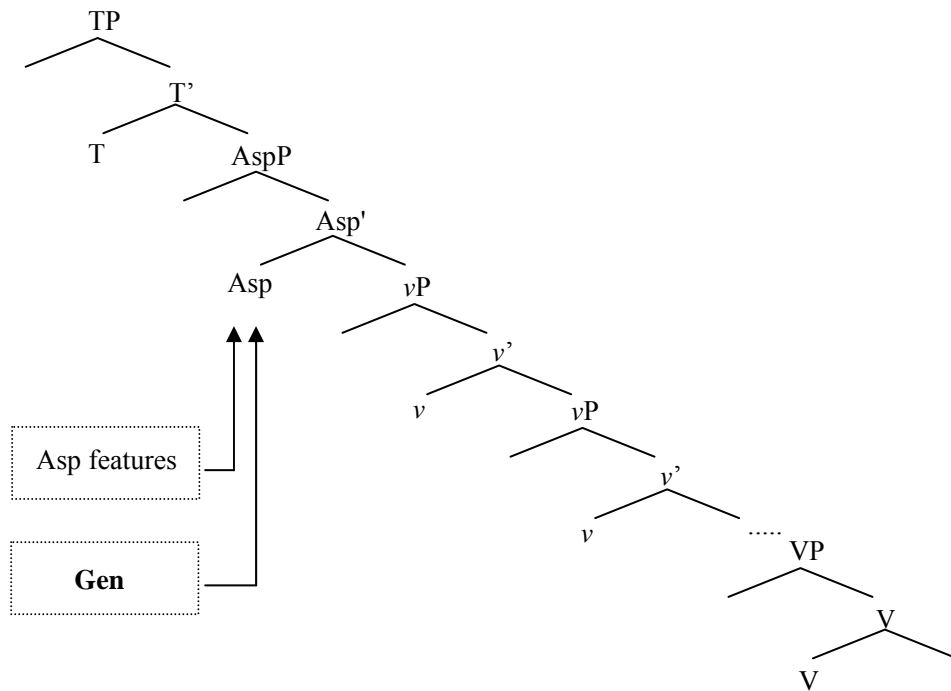 TP
T’
T
AspP
Asp'
Asp
vP
v’
v
vP
Asp features
v’
v
.....
VP
Gen
V
V